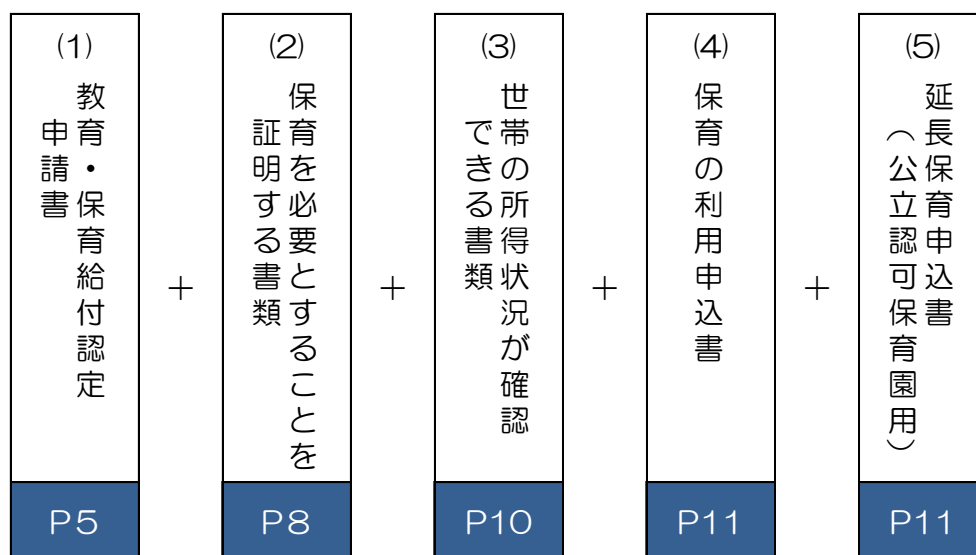 (1)
教育・保育給付認定
申請書
P5
+
(2)
保育を必要とすることを
証明する書類
P8
+
(3)
世帯の所得状況が確認
できる書類
P10
+
(4)
保育の利用申込書
P11
+
(5)
延長保育申込書
（公立認可保育園用）
P11